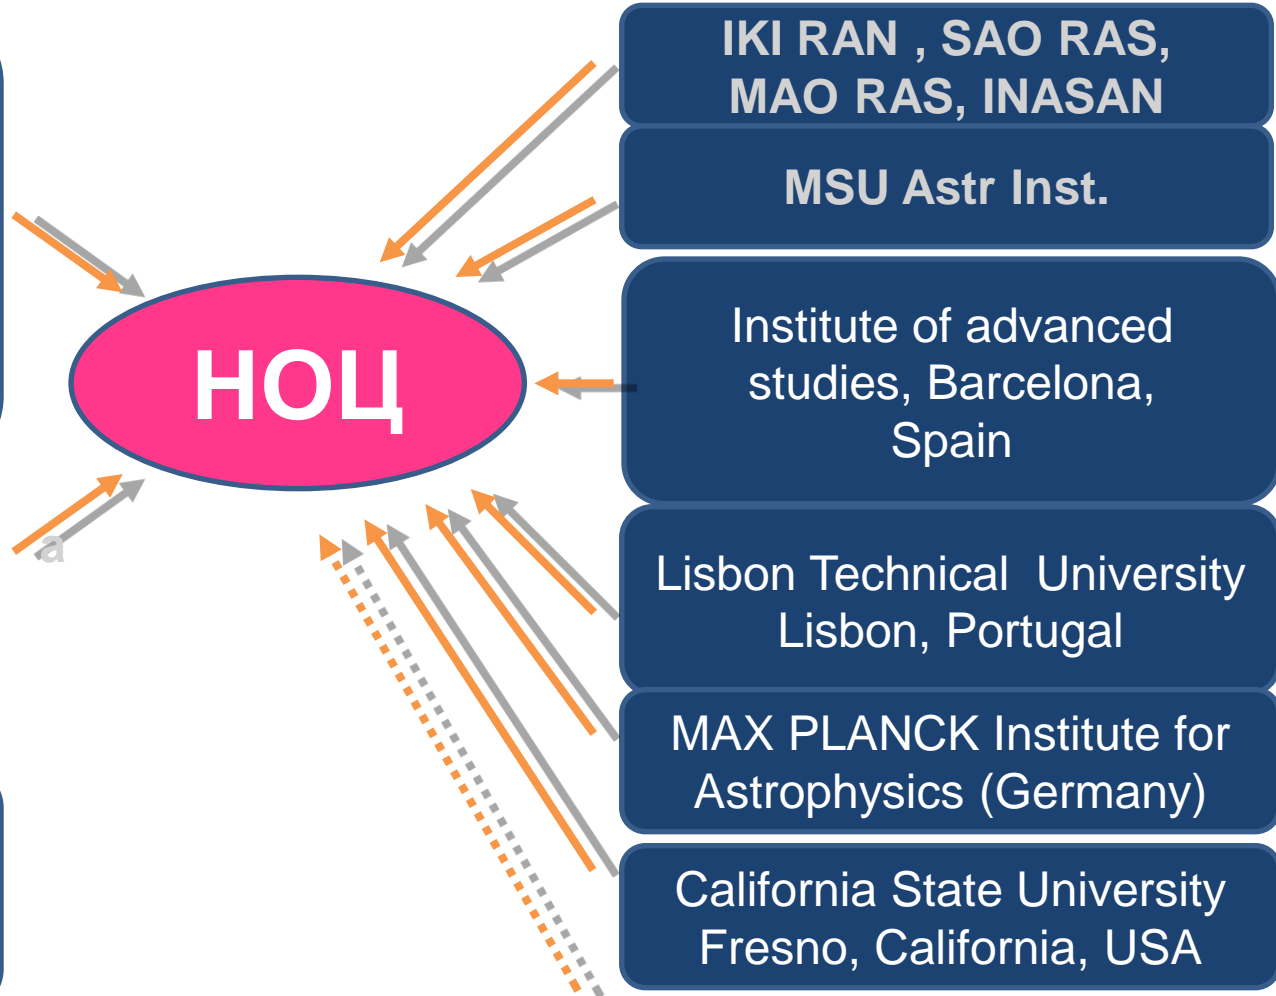 IKI RAN , SAO RAS,
MAO RAS, INASAN
MSU Astr Inst.
НОЦ
Institute of advanced
studies, Barcelona,
Spain
a
Lisbon Technical  University
Lisbon, Portugal
MAX PLANCK Institute for
Astrophysics (Germany)
California State University
Fresno, California, USA